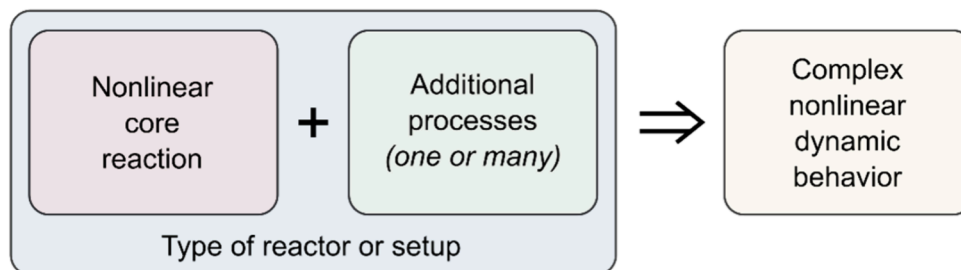 Nonlinear
core
reaction
+
Additional
processes
(one or many)
⇒
Complex
nonlinear
dynamic
behavior
Type of reactor or setup